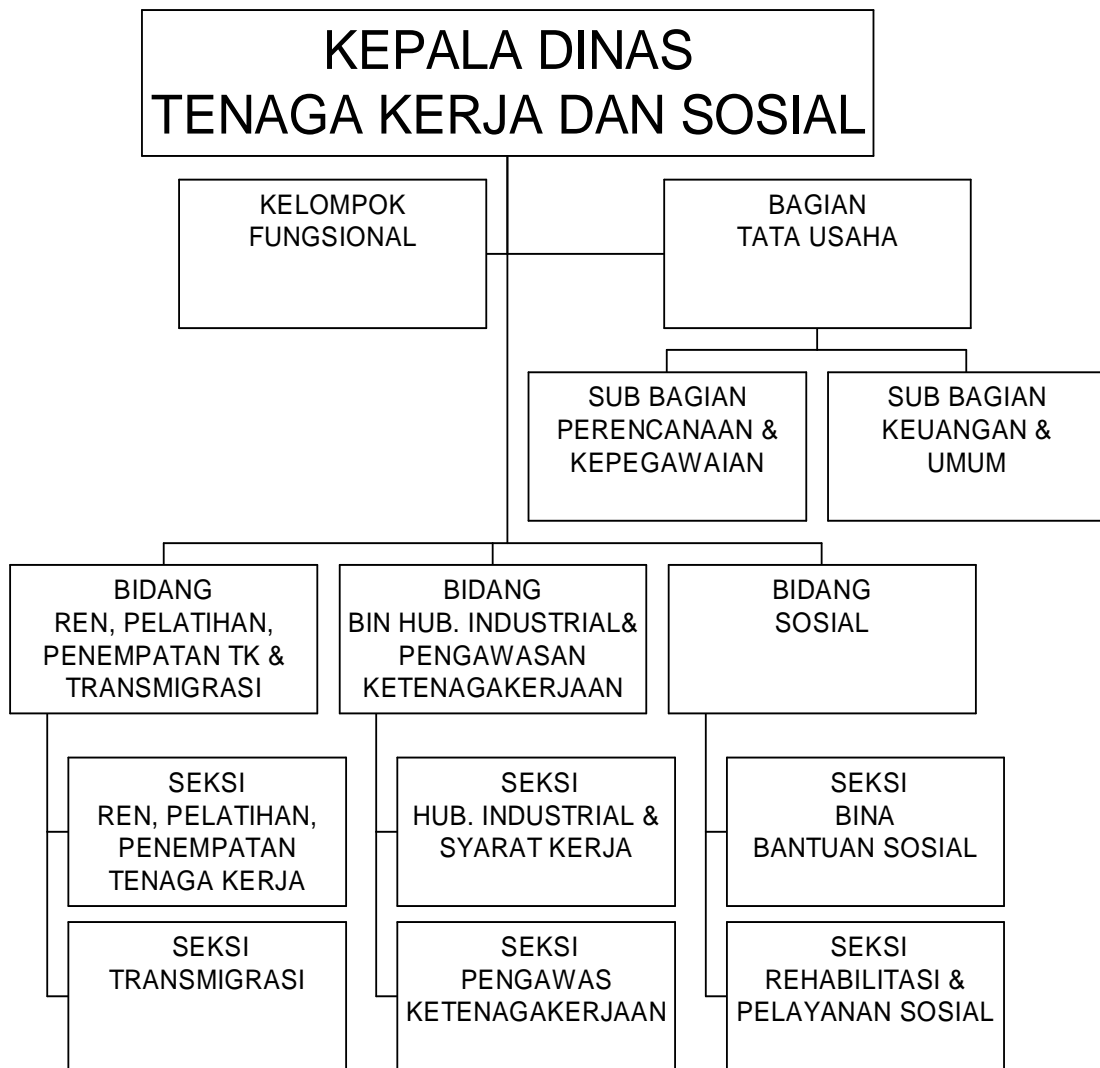 KEPALA DINAS
TENAGA KERJA DAN SOSIAL
KELOMPOK
FUNGSIONAL
BAGIAN
TATA USAHA
SUB BAGIAN
PERENCANAAN &
KEPEGAWAIAN
SUB BAGIAN
KEUANGAN &
UMUM
BIDANG
REN, PELATIHAN,
PENEMPATAN TK &
TRANSMIGRASI
BIDANG
BIN HUB. INDUSTRIAL&
PENGAWASAN
KETENAGAKERJAAN
BIDANG
SOSIAL
SEKSI
REN, PELATIHAN,
PENEMPATAN
TENAGA KERJA
SEKSI
HUB. INDUSTRIAL &
SYARAT KERJA
SEKSI
BINA
BANTUAN SOSIAL
SEKSI
TRANSMIGRASI
SEKSI
PENGAWAS
KETENAGAKERJAAN
SEKSI
REHABILITASI &
PELAYANAN SOSIAL